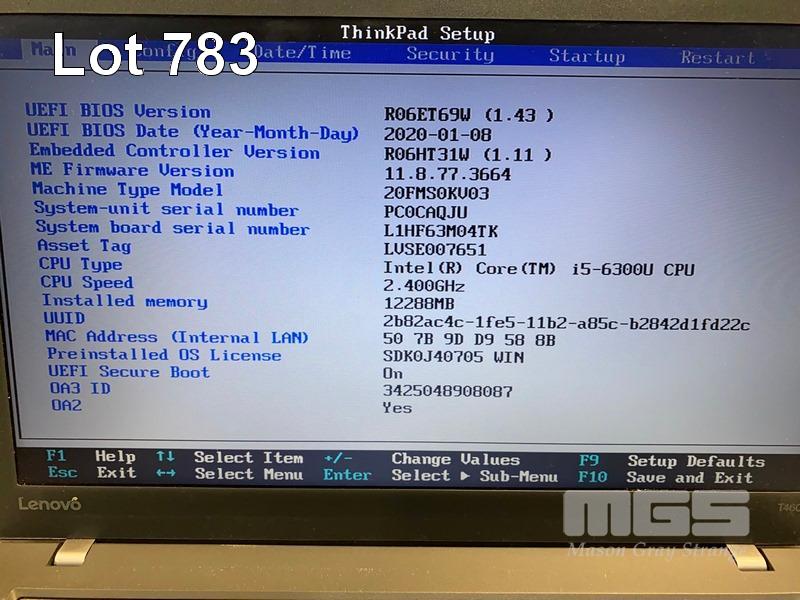 ThinkPad Setup
Main Config Date/Time Security Startup Restart
Lot 783
UEFI BIOS Version R06ET69W (1.43 )
UEFI BIOS Date (Year-Month-Day) 2020-01-08
Embedded Controller Version R06HT31W (1.11 )
ME Firmware Version 11.8.77.3664
Machine Type Model 20FMS0KV03
System-unit serial number PC0CAQJU
System board serial number L1HF63M04TK
Asset Tag LVSE007651
CPU Type Intel(R) Core(TM) i5-6300U CPU
CPU Speed 2.400GHz
Installed memory 12288MB
UUID 2b82ac4c-1fe5-11b2-a85c-b2842d1fd22c
MAC Address (Internal LAN) 50 7B 9D D9 58 8B
Preinstalled OS License SDK0J40705 WIN
UEFI Secure Boot On
OA3 ID 3425048908087
OA2 Yes
F1 Help ↑↓ Select Item +/- Change Values F9 Setup Defaults
Esc Exit ↔ Select Menu Enter Select ▶ Sub-Menu F10 Save and Exit
Lenovo
MGS
Mason Gray Strange